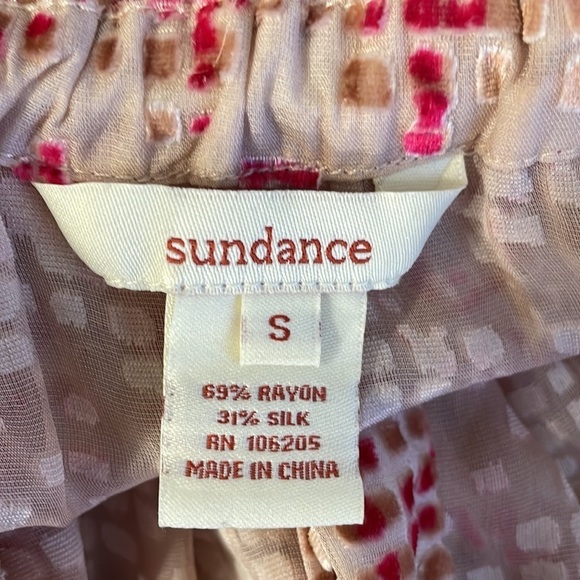 sundance
S
69% RAYON
31% SILK
RN 106205
MADE IN CHINA